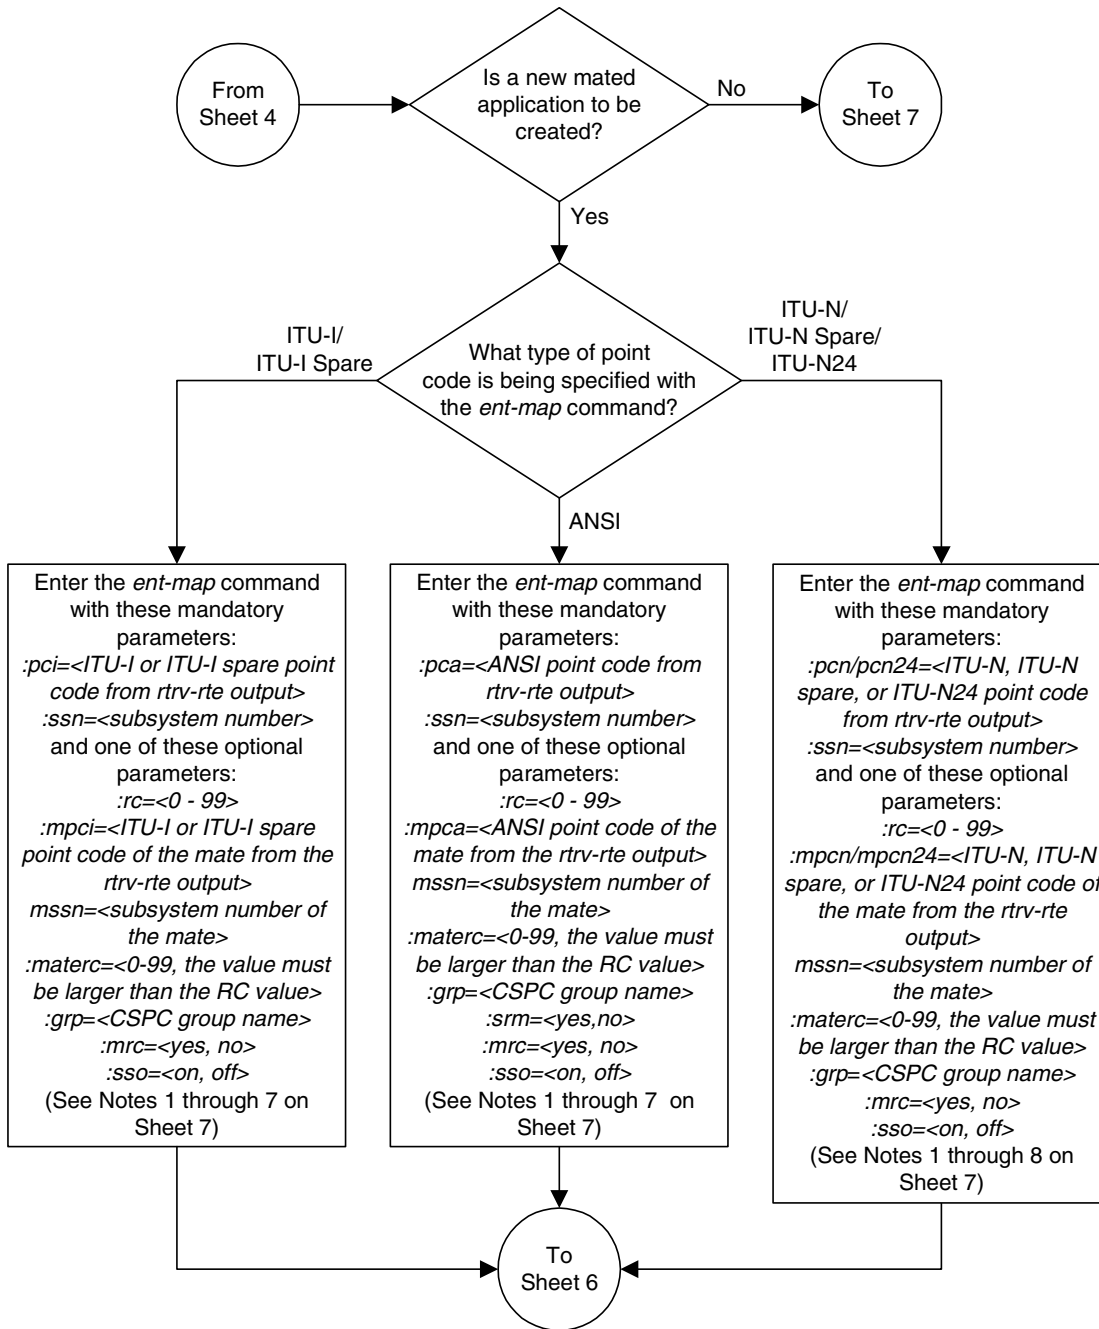 From
Sheet 4
Is a new mated
application to be
created?
No
To
Sheet 7
Yes
What type of point
code is being specified with
the ent-map command?
ITU-I/
ITU-I Spare
ITU-N/
ITU-N Spare/
ITU-N24
ANSI
Enter the ent-map command
with these mandatory
parameters:
:pci=<ITU-I or ITU-I spare point
code from rtrv-rte output>
:ssn=<subsystem number>
and one of these optional
parameters:
:rc=<0 - 99>
:mpci=<ITU-I or ITU-I spare
point code of the mate from the
rtrv-rte output>
mssn=<subsystem number of
the mate>
:materc=<0-99, the value must
be larger than the RC value>
:grp=<CSPC group name>
:mrc=<yes, no>
:sso=<on, off>
(See Notes 1 through 7 on
Sheet 7)
Enter the ent-map command
with these mandatory
parameters:
:pca=<ANSI point code from
rtrv-rte output>
:ssn=<subsystem number>
and one of these optional
parameters:
:rc=<0 - 99>
:mpca=<ANSI point code of the
mate from the rtrv-rte output>
mssn=<subsystem number of
the mate>
:materc=<0-99, the value must
be larger than the RC value>
:grp=<CSPC group name>
:srm=<yes,no>
:mrc=<yes, no>
:sso=<on, off>
(See Notes 1 through 7 on
Sheet 7)
Enter the ent-map command
with these mandatory
parameters:
:pcn/pcn24=<ITU-N, ITU-N
spare, or ITU-N24 point code
from rtrv-rte output>
:ssn=<subsystem number>
and one of these optional
parameters:
:rc=<0 - 99>
:mpcn/mpcn24=<ITU-N, ITU-N
spare, or ITU-N24 point code of
the mate from the rtrv-rte
output>
mssn=<subsystem number of
the mate>
:materc=<0-99, the value must
be larger than the RC value>
:grp=<CSPC group name>
:mrc=<yes, no>
:sso=<on, off>
(See Notes 1 through 8 on
Sheet 7)
To
Sheet 6